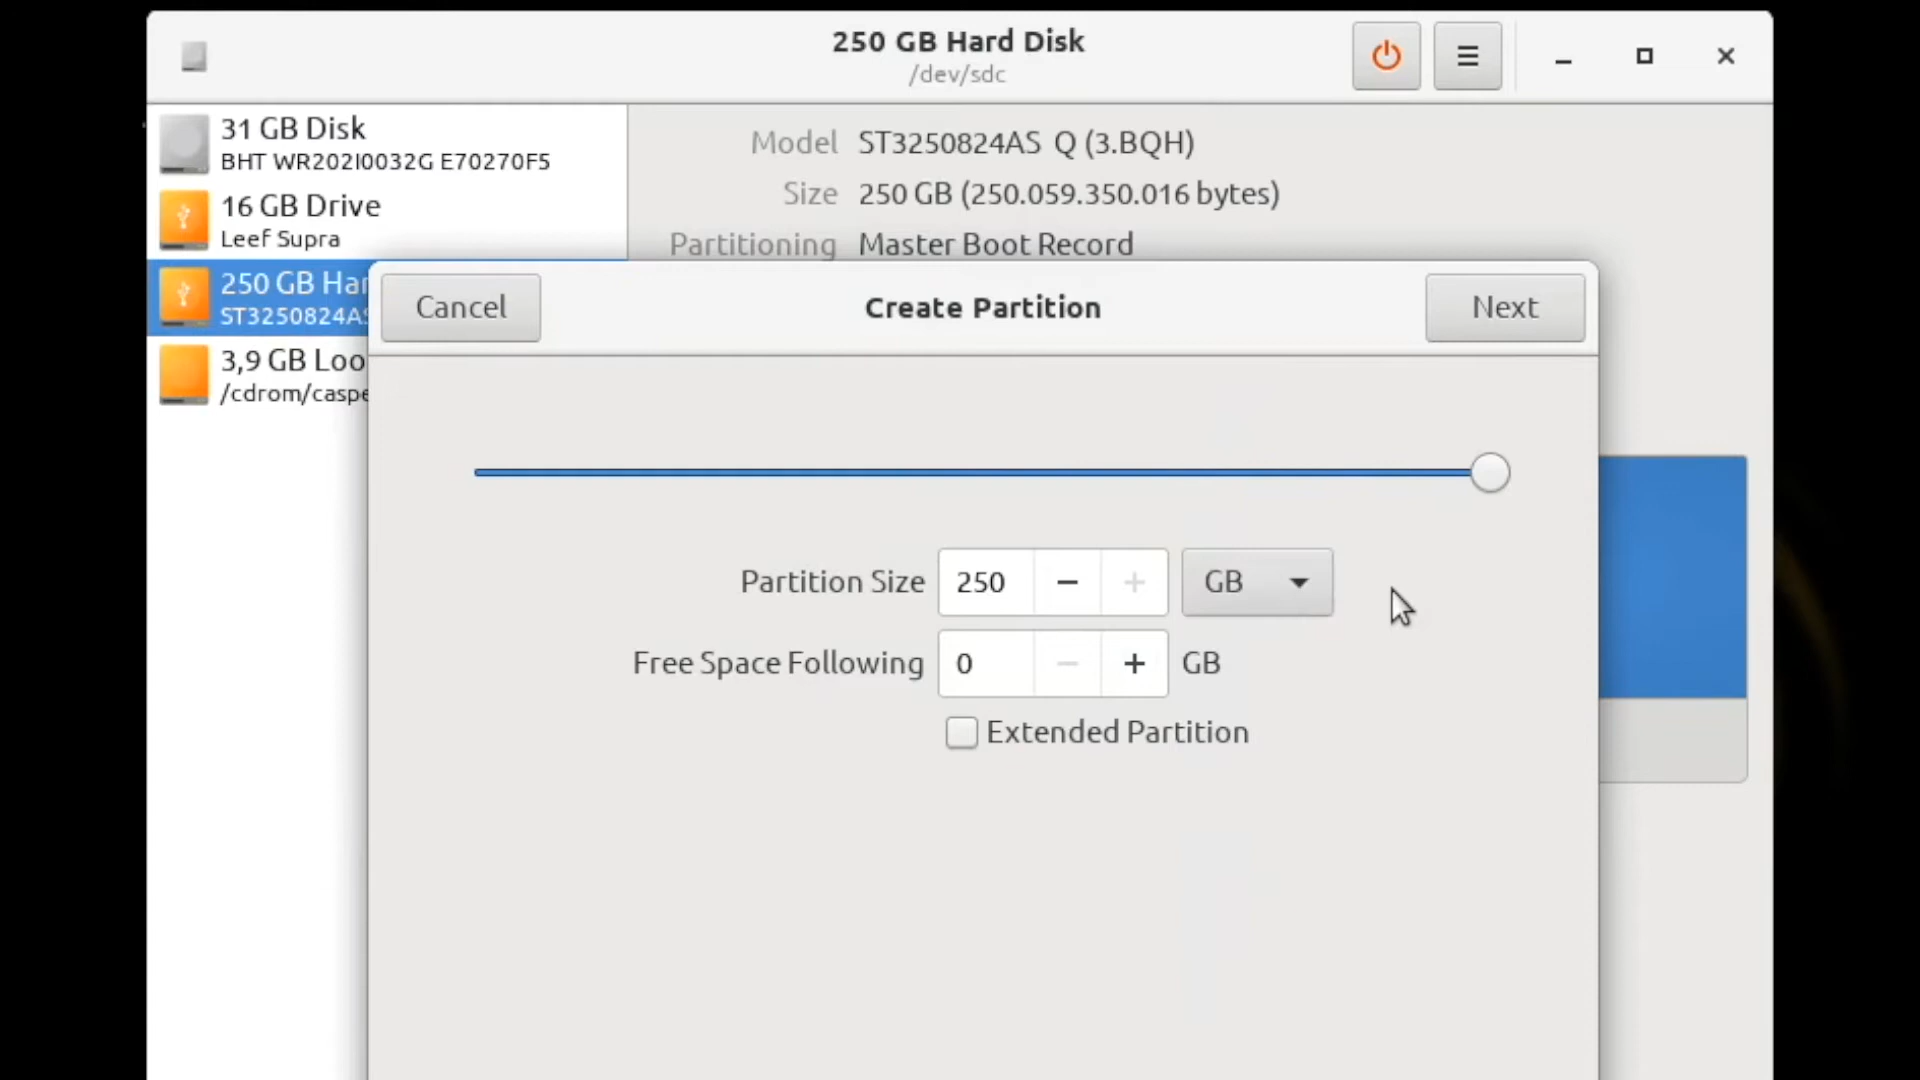 250 GB Hard Disk
/dev/sdc
31 GB Disk
BHT WR202I0032G E70270F5
16 GB Drive
Leef Supra
250 GB Har
ST3250824AS
3,9 GB Loo
/cdrom/caspe
Model ST3250824AS Q (3.BQH)
Size 250 GB (250.059.350.016 bytes)
Partitioning Master Boot Record
Cancel
Create Partition
Next
Partition Size 250 GB
Free Space Following 0 GB
Extended Partition